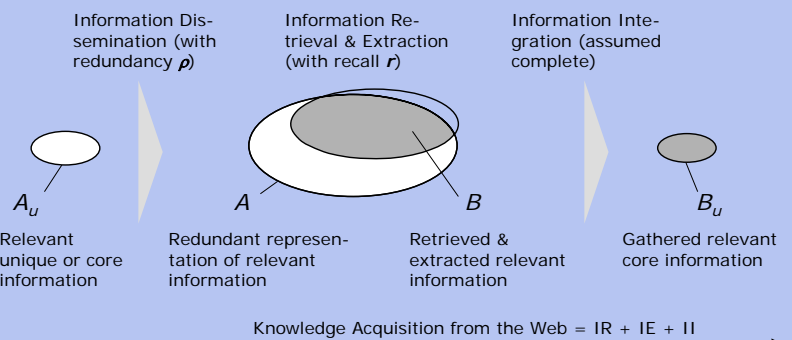 Information Dis-
semination (with
redundancy ρ)
Information Re-
trieval & Extraction
(with recall r)
Information Inte-
gration (assumed
complete)
Au
A
B
Bu
Relevant
unique or core
information
Redundant represen-
tation of relevant
information
Retrieved &
extracted relevant
information
Gathered relevant
core information
Knowledge Acquisition from the Web = IR + IE + II